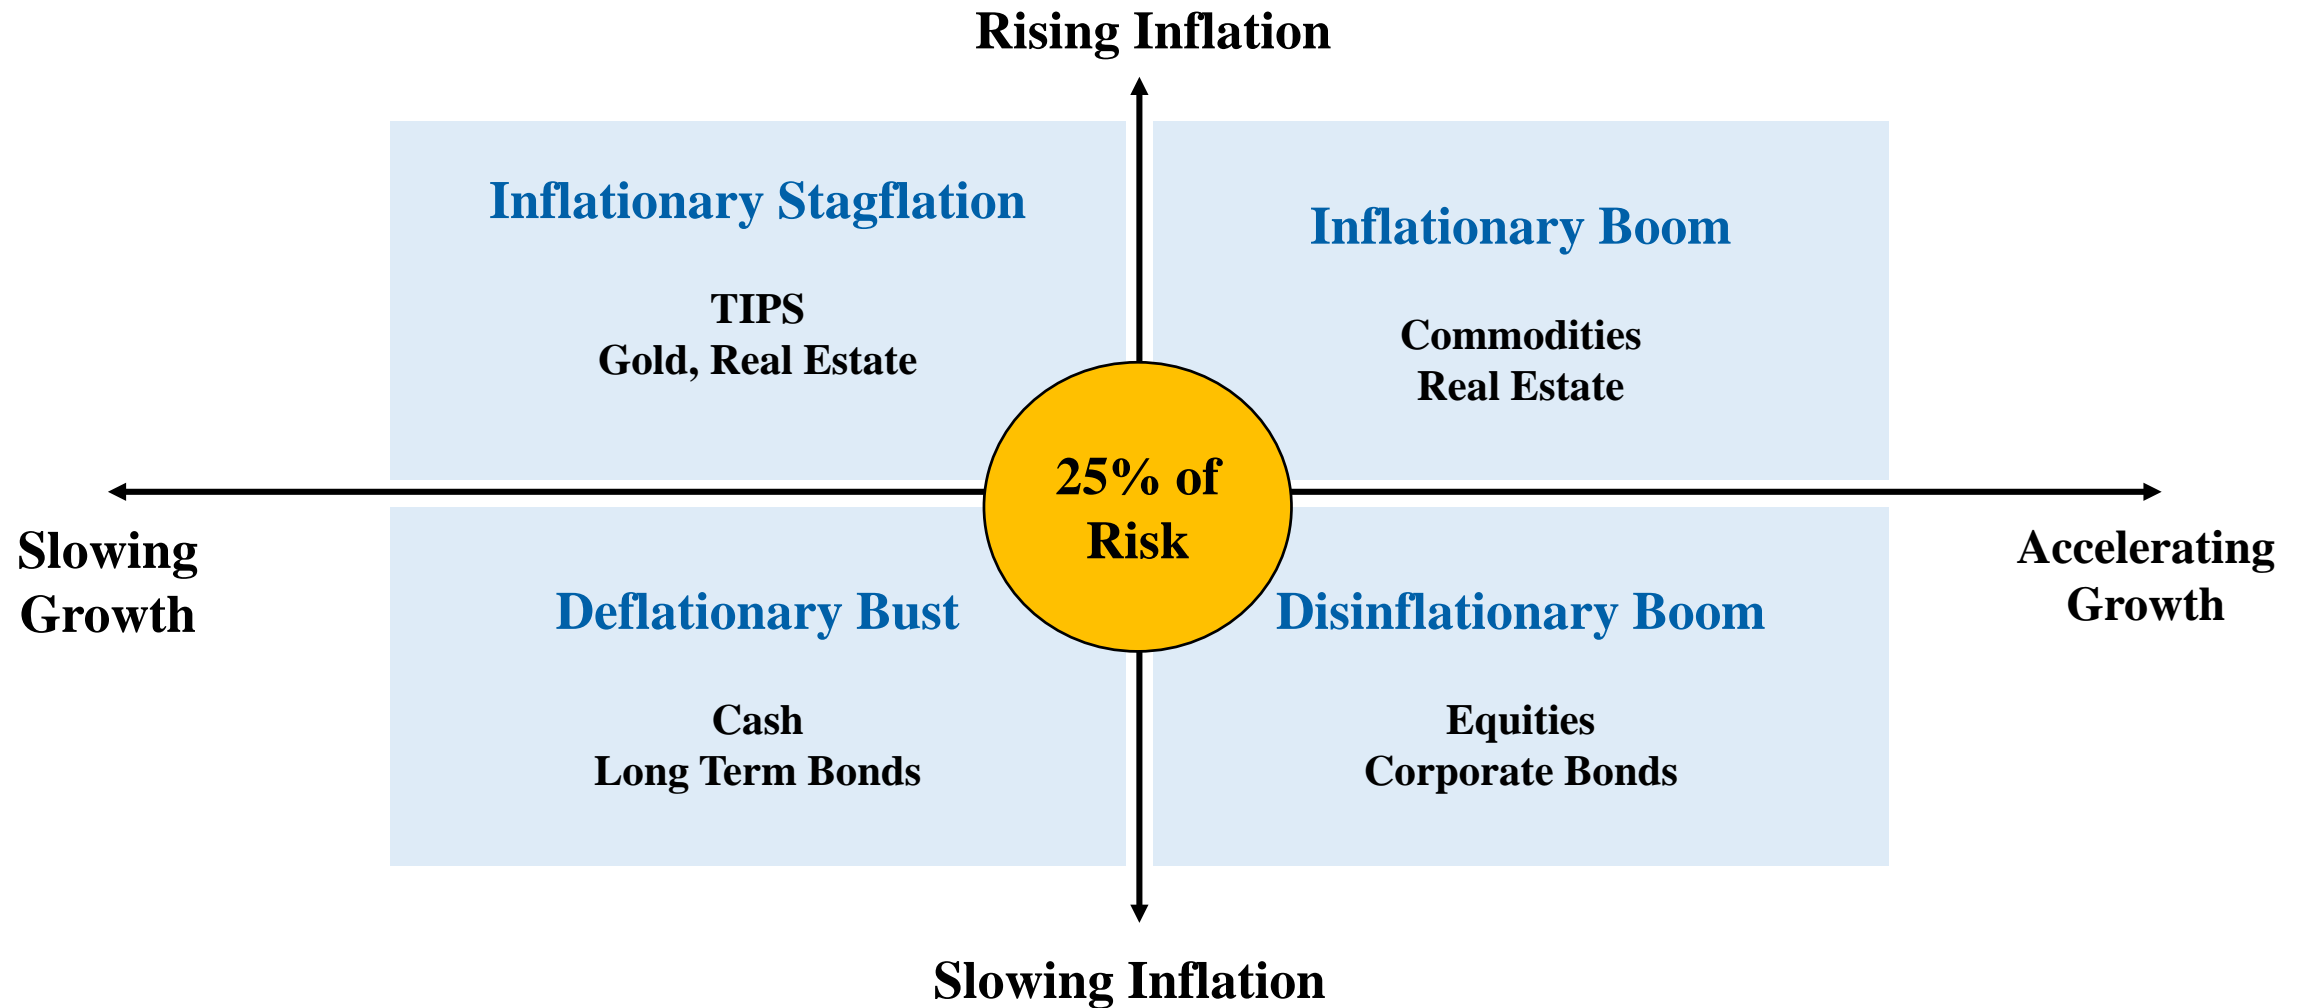 Rising Inflation
Inflationary Stagflation
TIPS
Gold, Real Estate
Inflationary Boom
Commodities
Real Estate
25% of
Risk
Slowing
Growth
Accelerating
Growth
Deflationary Bust
Cash
Long Term Bonds
Disinflationary Boom
Equities
Corporate Bonds
Slowing Inflation